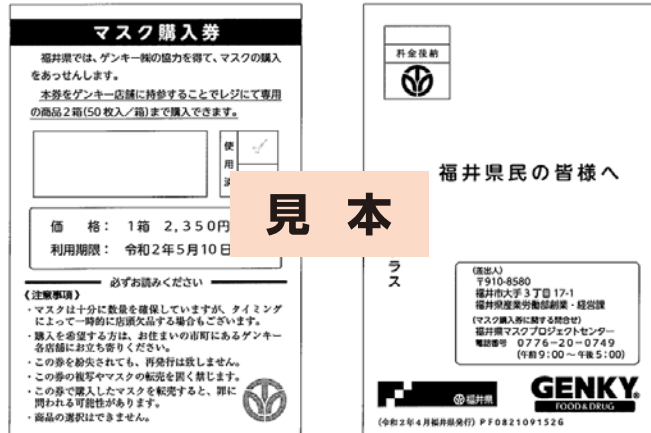 マスク購入券
福井県では、ゲンキー㈱の協力を得て、マスクの購入
をあっせんします。
本券をゲンキー店舗に持参することでレジにて専用
の商品2箱(50枚入／箱)まで購入できます。
使用済
価　格：　1箱　2,350円
利用期限：　令和2年5月10日
必ずお読みください
《注意事項》
・マスクは十分に数量を確保していますが、タイミング
によって一時的に店頭欠品する場合もございます。
・購入を希望する方は、お住まいの市町にあるゲンキー
各店舗にお立ち寄りください。
・この券を紛失されても、再発行は致しません。
・この券の複写やマスクの転売を固く禁じます。
・この券で購入したマスクを転売すると、罪に
問われる可能性があります。
・商品の選択はできません。
見　本
料金後納
福井県民の皆様へ
ラス
(差出人)
〒910-8580
福井市大手3丁目17-1
福井県産業労働部創業・経営課
(マスク購入券に関する問合せ)
福井県マスクプロジェクトセンター
電話番号　0776-20-0749
(午前9:00～午後5:00)
福井県
GENKY
FOOD&DRUG
(令和2年4月福井県発行) PF0821091526